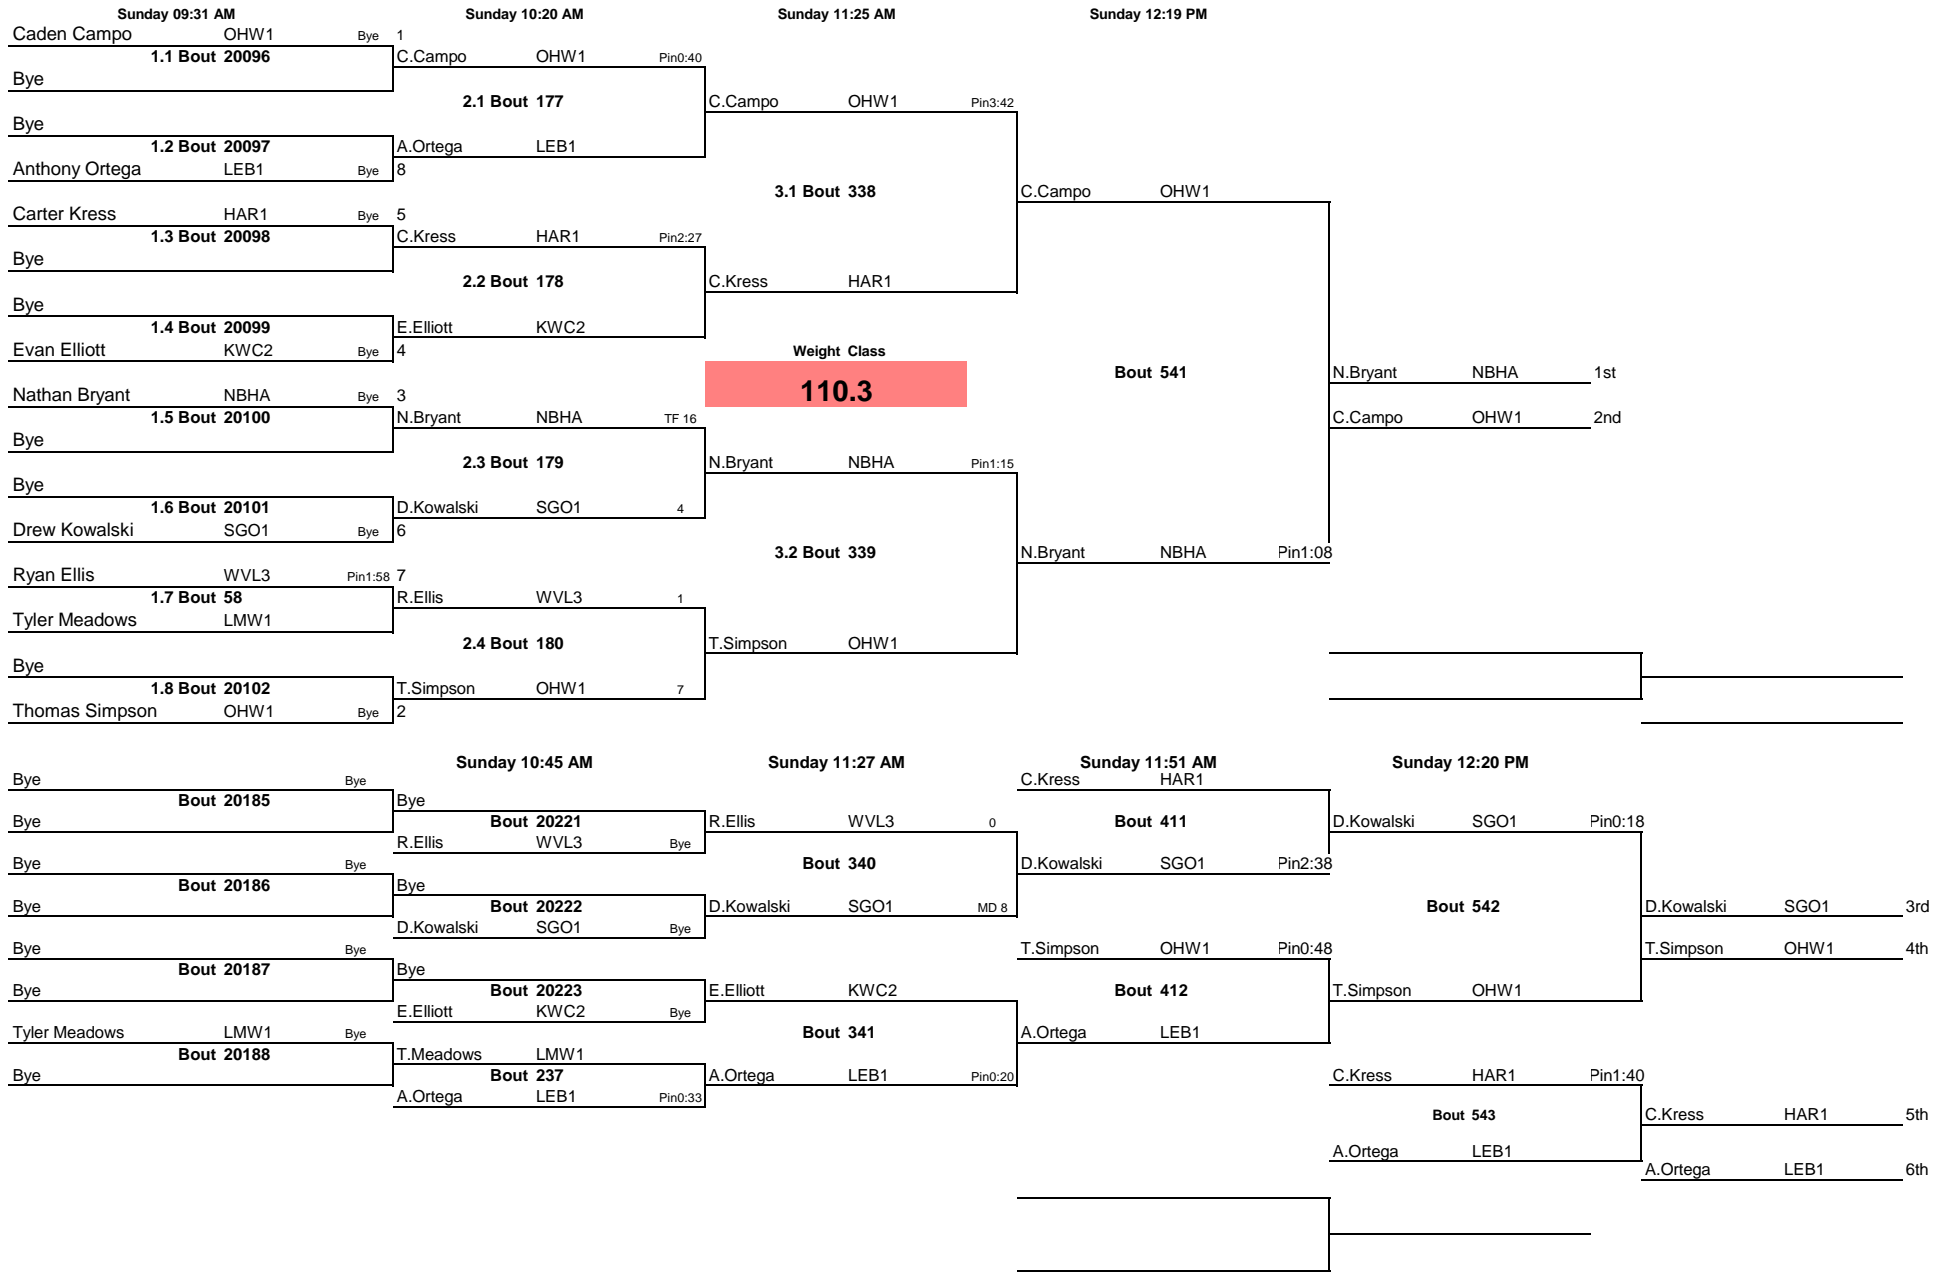 Sunday 09:31 AM Sunday 10:20 AM Sunday 11:25 AM Sunday 12:19 PM
Caden Campo OHW1 Bye 1
1.1 Bout 20096 C.Campo OHW1 Pin0:40
Bye
2.1 Bout 177 C.Campo OHW1 Pin3:42
Bye
1.2 Bout 20097 A.Ortega LEB1
Anthony Ortega LEB1 Bye 8
3.1 Bout 338 C.Campo OHW1
Carter Kress HAR1 Bye 5
1.3 Bout 20098 C.Kress HAR1 Pin2:27
Bye
2.2 Bout 178 C.Kress HAR1
Bye
1.4 Bout 20099 E.Elliott KWC2
Evan Elliott KWC2 Bye 4 Weight Class
Bout 541 N.Bryant NBHA 1st
Nathan Bryant NBHA Bye 3 110.3
1.5 Bout 20100 N.Bryant NBHA TF 16 C.Campo OHW1 2nd
Bye
2.3 Bout 179 N.Bryant NBHA Pin1:15
Bye
1.6 Bout 20101 D.Kowalski SGO1 4
Drew Kowalski SGO1 Bye 6
3.2 Bout 339 N.Bryant NBHA Pin1:08
Ryan Ellis WVL3 Pin1:58 7
1.7 Bout 58 R.Ellis WVL3 1
Tyler Meadows LMW1
2.4 Bout 180 T.Simpson OHW1
Bye
1.8 Bout 20102 T.Simpson OHW1 7
Thomas Simpson OHW1 Bye 2
Sunday 10:45 AM Sunday 11:27 AM Sunday 11:51 AM Sunday 12:20 PM
Bye Bye C.Kress HAR1
Bout 20185 Bye
Bye Bout 20221 R.Ellis WVL3 0 Bout 411 D.Kowalski SGO1 Pin0:18
R.Ellis WVL3 Bye
Bye Bye Bout 340 D.Kowalski SGO1 Pin2:38
Bout 20186 Bye
Bye Bout 20222 D.Kowalski SGO1 MD 8 Bout 542 D.Kowalski SGO1 3rd
D.Kowalski SGO1 Bye
Bye Bye T.Simpson OHW1 Pin0:48 T.Simpson OHW1 4th
Bout 20187 Bye
Bye Bout 20223 E.Elliott KWC2 Bout 412 T.Simpson OHW1
E.Elliott KWC2 Bye
Tyler Meadows LMW1 Bye Bout 341 A.Ortega LEB1
Bout 20188 T.Meadows LMW1
Bye Bout 237 A.Ortega LEB1 Pin0:20 C.Kress HAR1 Pin1:40
A.Ortega LEB1 Pin0:33
Bout 543 C.Kress HAR1 5th
A.Ortega LEB1
A.Ortega LEB1 6th